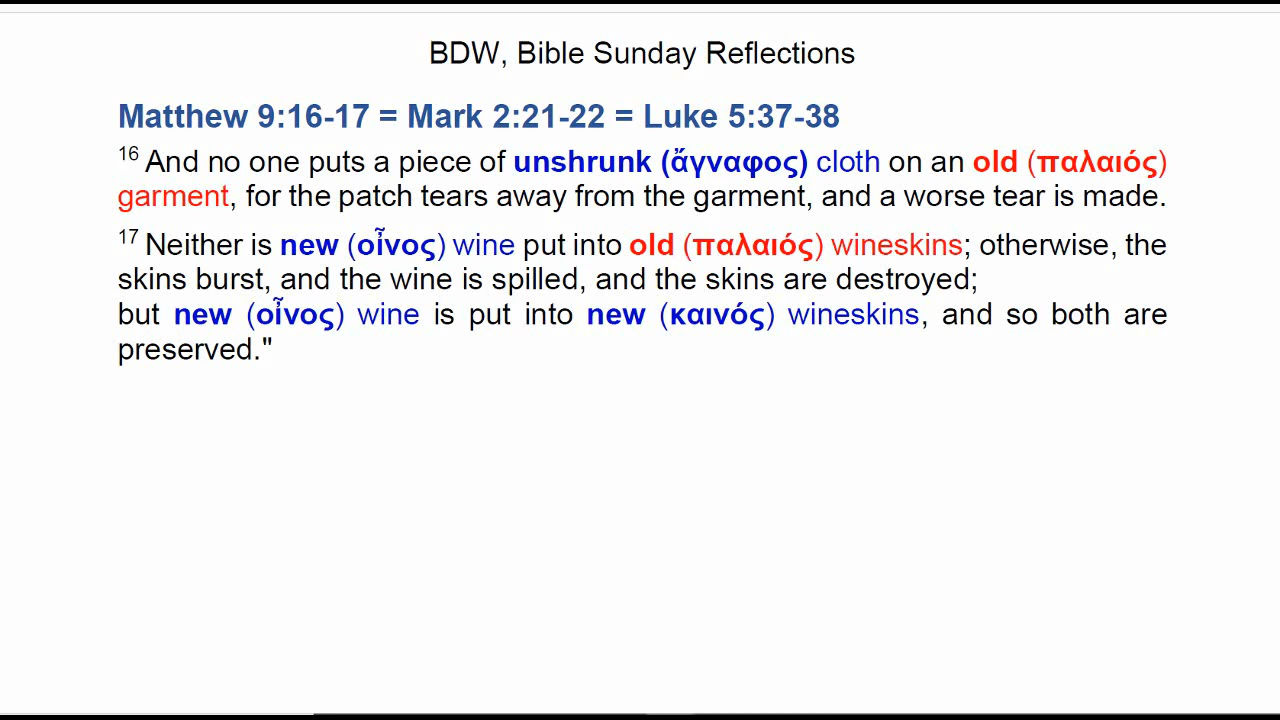 BDW, Bible Sunday Reflections
Matthew 9:16-17 = Mark 2:21-22 = Luke 5:37-38
16 And no one puts a piece of unshrunk (ἄγναφος) cloth on an old (παλαιός)
garment, for the patch tears away from the garment, and a worse tear is made.
17 Neither is new (οἶνος) wine put into old (παλαιός) wineskins; otherwise, the
skins burst, and the wine is spilled, and the skins are destroyed;
but new (οἶνος) wine is put into new (καινός) wineskins, and so both are
preserved."